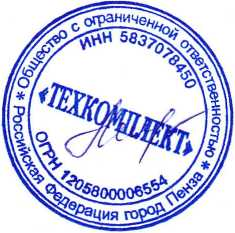 * Общество с ограниченной ответственностью *
ИНН 5837078450
«ТЕХКОМПЛЕКТ»
ОГРН 1205800006554
Российская Федерация город Пенза